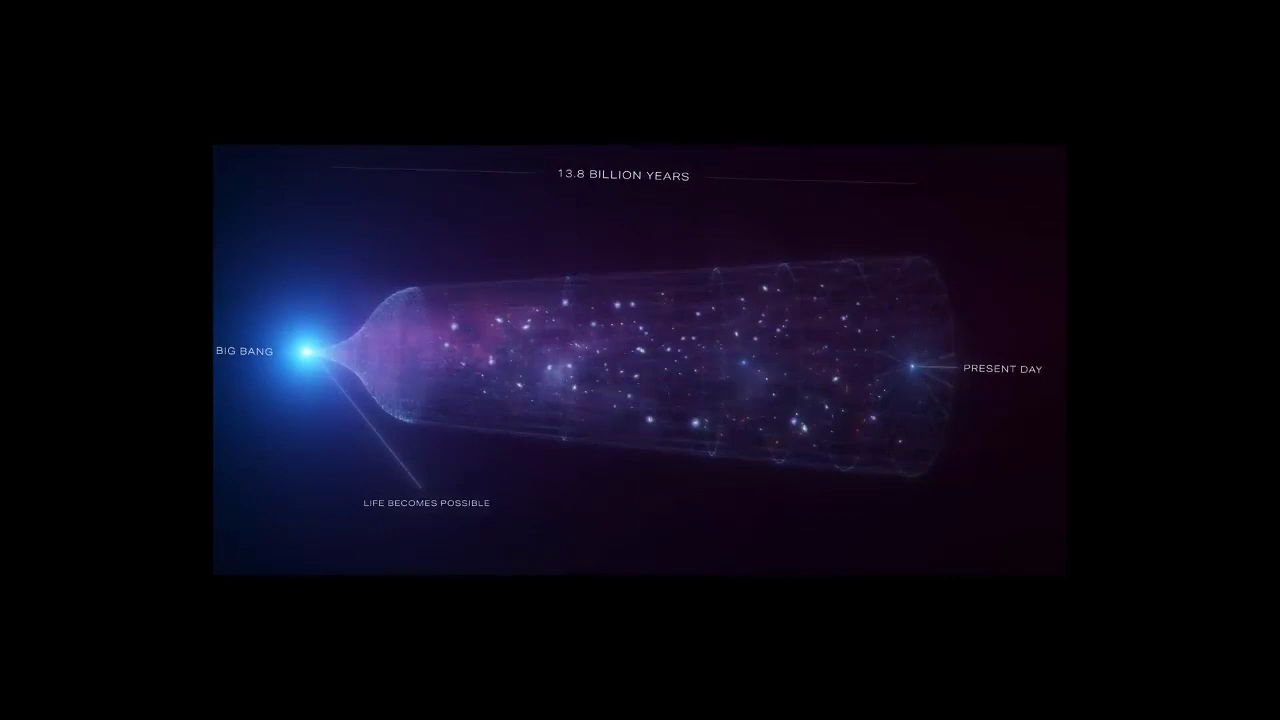 13.8 BILLION YEARS
BIG BANG
PRESENT DAY
LIFE BECOMES POSSIBLE